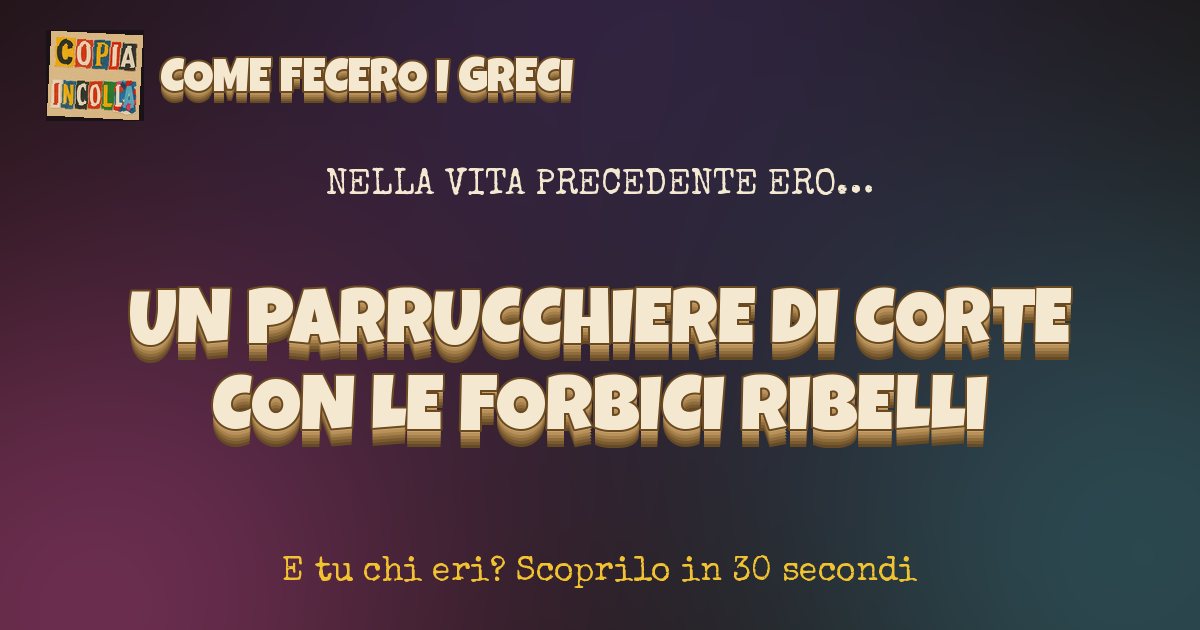 COPIA
INCOLLA
COME FECERO I GRECI
NELLA VITA PRECEDENTE ERO...
UN PARRUCCHIERE DI CORTE
CON LE FORBICI RIBELLI
E tu chi eri? Scoprilo in 30 secondi